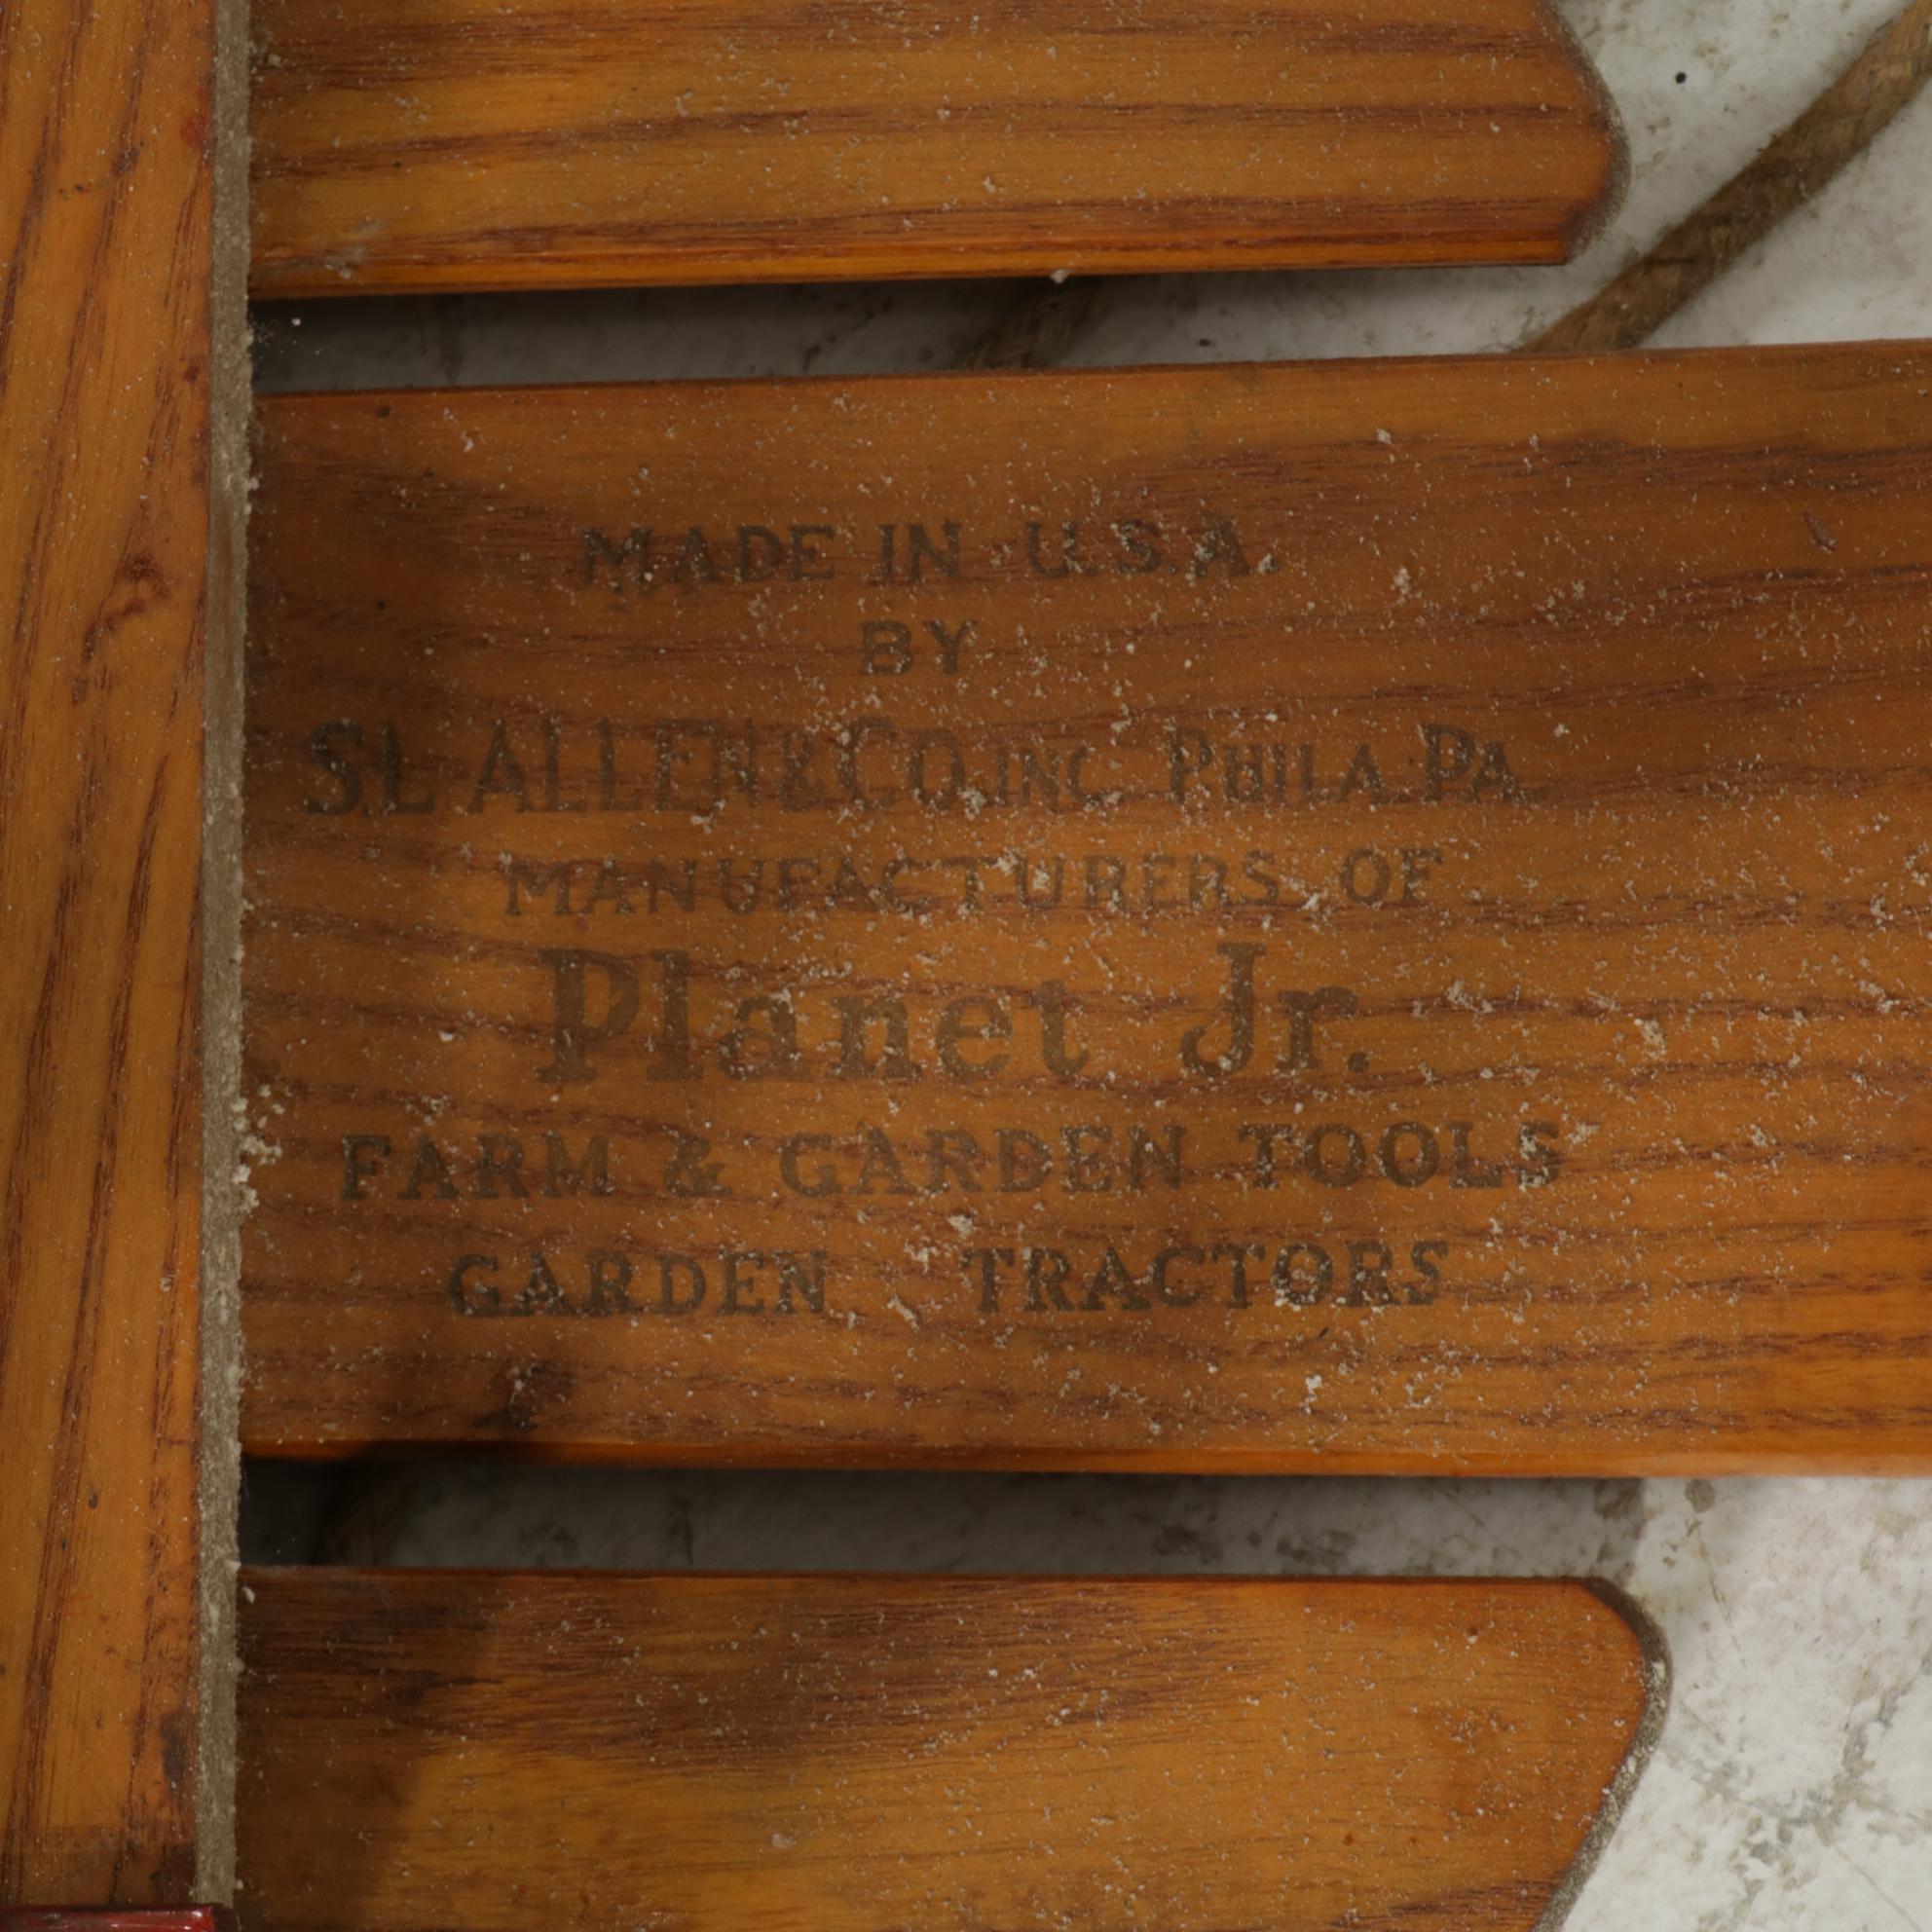 MADE IN U.S.A.
BY
S.L. ALLEN & CO. INC. PHILA. PA.
MANUFACTURERS OF
Planet Jr.
FARM & GARDEN TOOLS
GARDEN TRACTORS